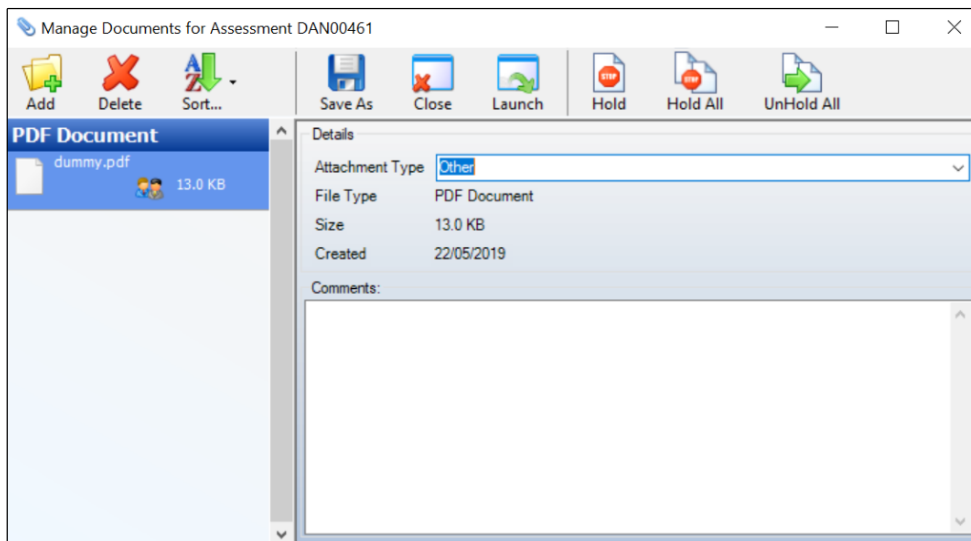 Manage Documents for Assessment DAN00461
Add Delete Sort... Save As Close Launch Hold Hold All UnHold All
PDF Document
dummy.pdf
13.0 KB
Details
Attachment Type Other
File Type PDF Document
Size 13.0 KB
Created 22/05/2019
Comments: